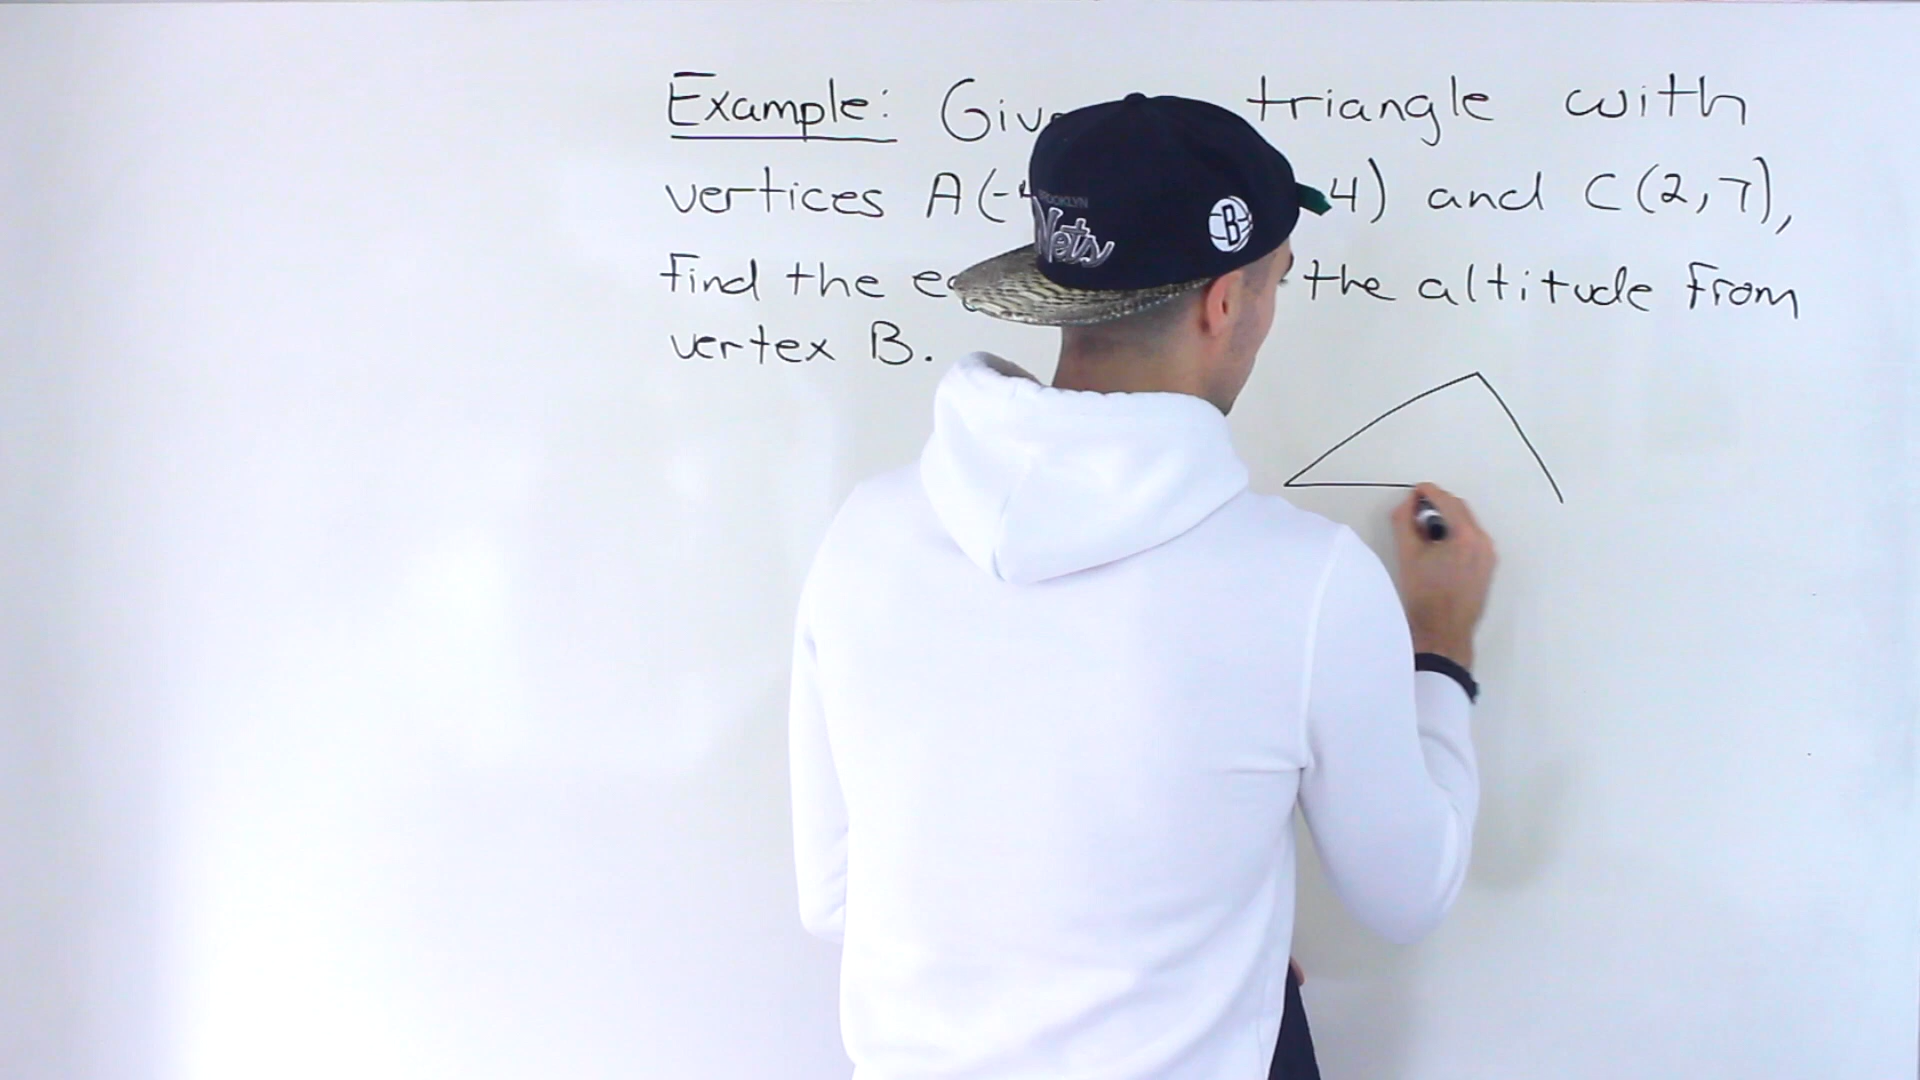 Example: Giv triangle with
vertices A(- 4) and C(2,7),
find the the altitude from
vertex B.
BROOKLYN
Nets
B